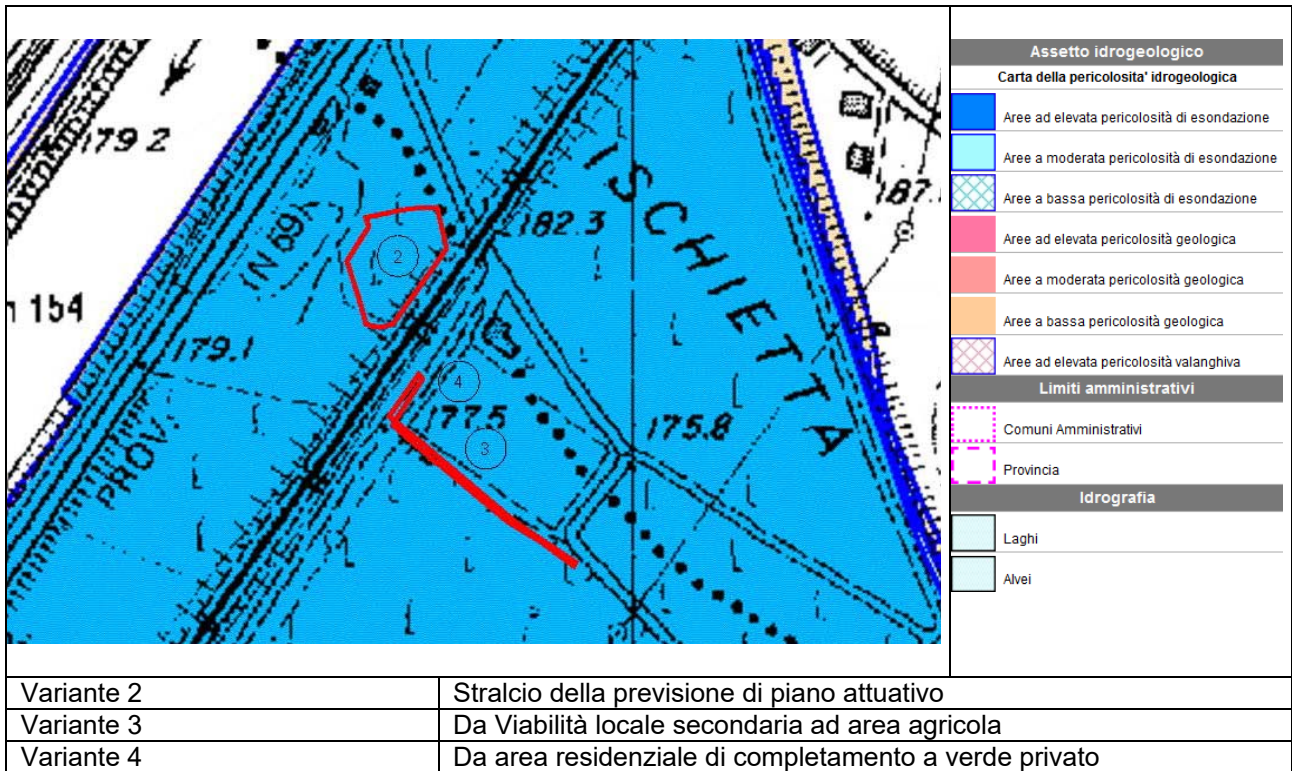 Assetto idrogeologico
Carta della pericolosita' idrogeologica
Aree ad elevata pericolosità di esondazione
Aree a moderata pericolosità di esondazione
Aree a bassa pericolosità di esondazione
Aree ad elevata pericolosità geologica
Aree a moderata pericolosità geologica
Aree a bassa pericolosità geologica
Aree ad elevata pericolosità valanghiva
Limiti amministrativi
Comuni Amministrativi
Provincia
Idrografia
Laghi
Alvei
179 2
ISCHIETTA
187.
182.3
(N 69)
2
154
179.1
4
177.5
3
175.8
PROV.
Variante 2 Stralcio della previsione di piano attuativo
Variante 3 Da Viabilità locale secondaria ad area agricola
Variante 4 Da area residenziale di completamento a verde privato